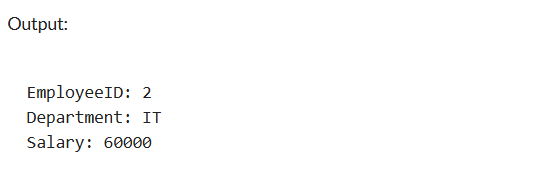 Output:
EmployeeID: 2
Department: IT
Salary: 60000